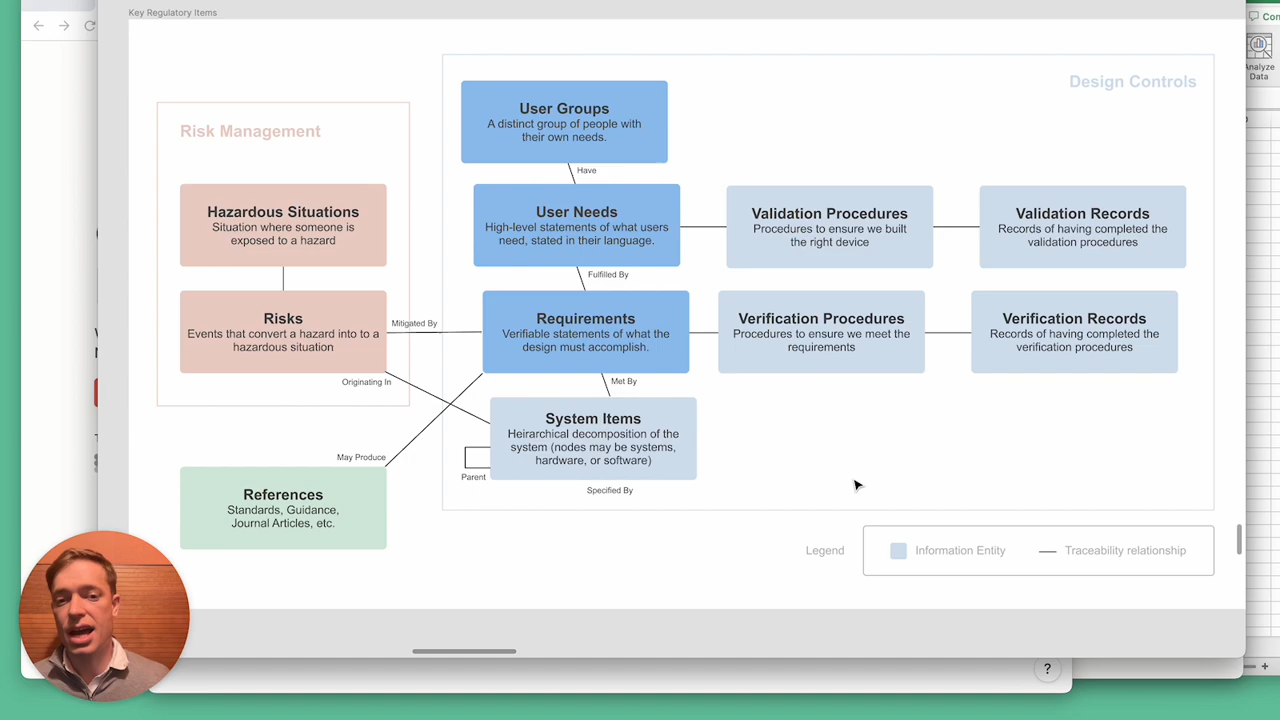 Key Regulatory Items
Con
Analyze
Data
Design Controls
Risk Management
User Groups
A distinct group of people with
their own needs.
Have
Hazardous Situations
Situation where someone is
exposed to a hazard
User Needs
High-level statements of what users
need, stated in their language.
Validation Procedures
Procedures to ensure we built
the right device
Validation Records
Records of having completed the
validation procedures
Fulfilled By
Risks
Events that convert a hazard into to a
hazardous situation
Mitigated By
Requirements
Verifiable statements of what the
design must accomplish.
Verification Procedures
Procedures to ensure we meet the
requirements
Verification Records
Records of having completed the
verification procedures
Originating In
Met By
System Items
Heirarchical decomposition of the
system (nodes may be systems,
hardware, or software)
May Produce
Parent
Specified By
References
Standards, Guidance,
Journal Articles, etc.
Legend
Information Entity
Traceability relationship
?